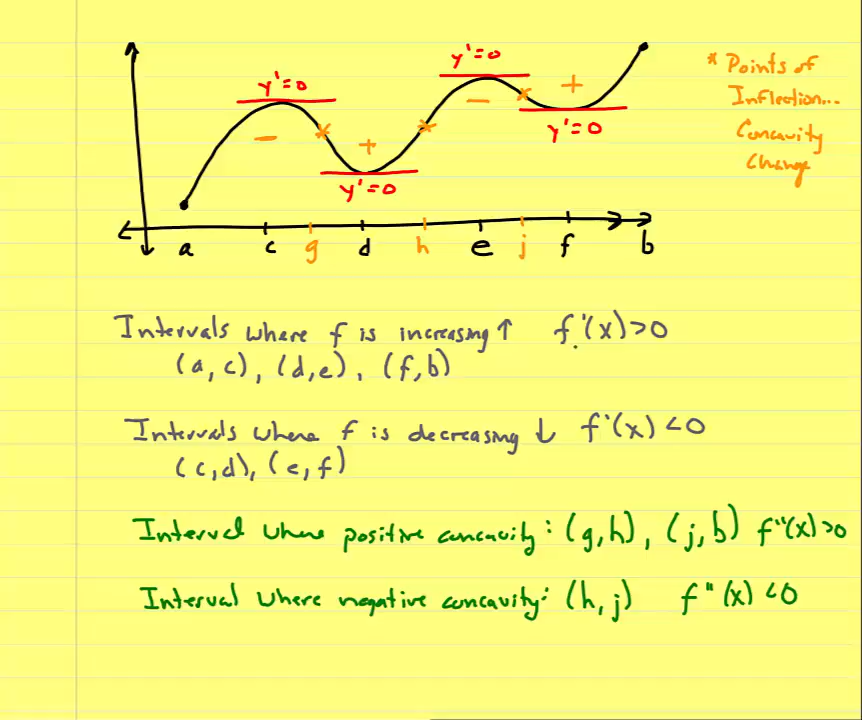 y'=0
y'=0
* Points of
Inflection...
Concavity
Change
- + - +
y'=0
y'=0
a c g d h e j f b
Intervals where f is increasing ↑ f'(x)>0
(a,c), (d,e), (f,b)
Intervals where f is decreasing ↓ f'(x)<0
(c,d), (e,f)
Interval where positive concavity: (g,h), (j,b) f"(x)>0
Interval where negative concavity: (h,j) f"(x)<0